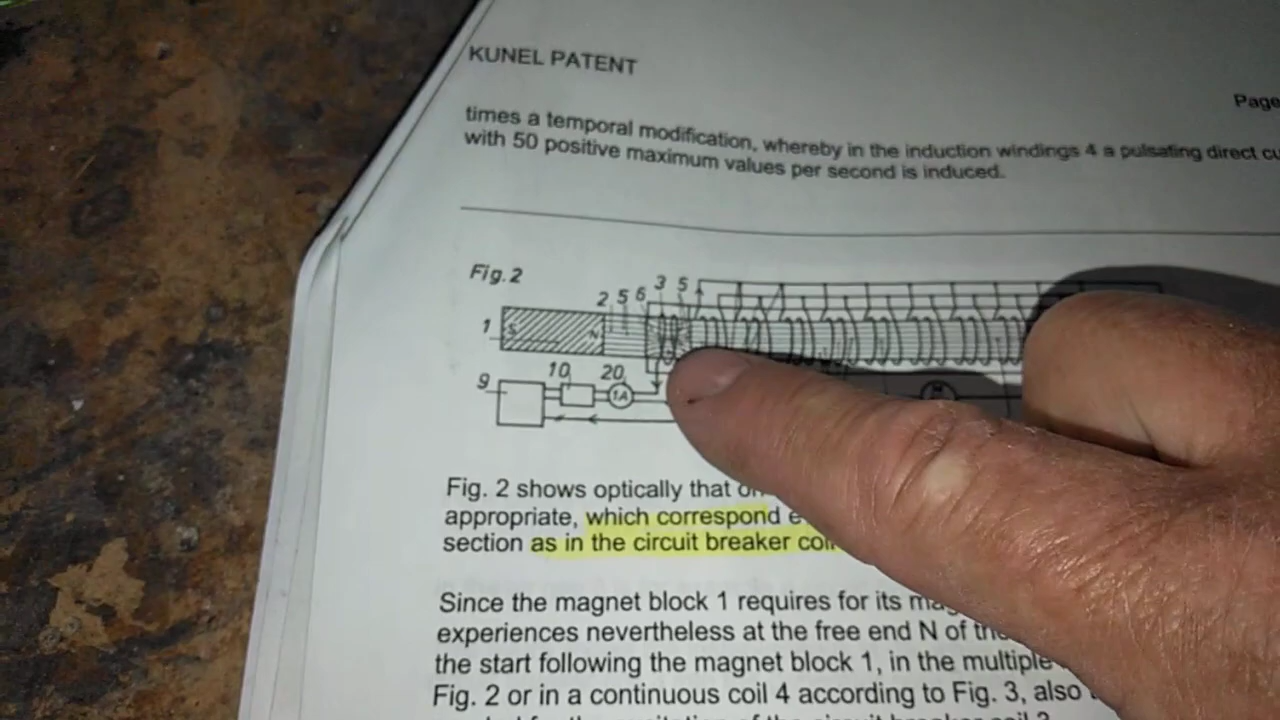 KUNEL PATENT
Page
times a temporal modification, whereby in the induction windings 4 a pulsating direct cu
with 50 positive maximum values per second is induced.
Fig. 2
2 5 6 3 5
1 S N
9 10 20
1A
M
Fig. 2 shows optically that
appropriate, which correspond
section as in the circuit breaker coil
Since the magnet block 1 requires for its
experiences nevertheless at the free end N of
the start following the magnet block 1, in the multiple
Fig. 2 or in a continuous coil 4 according to Fig. 3, also